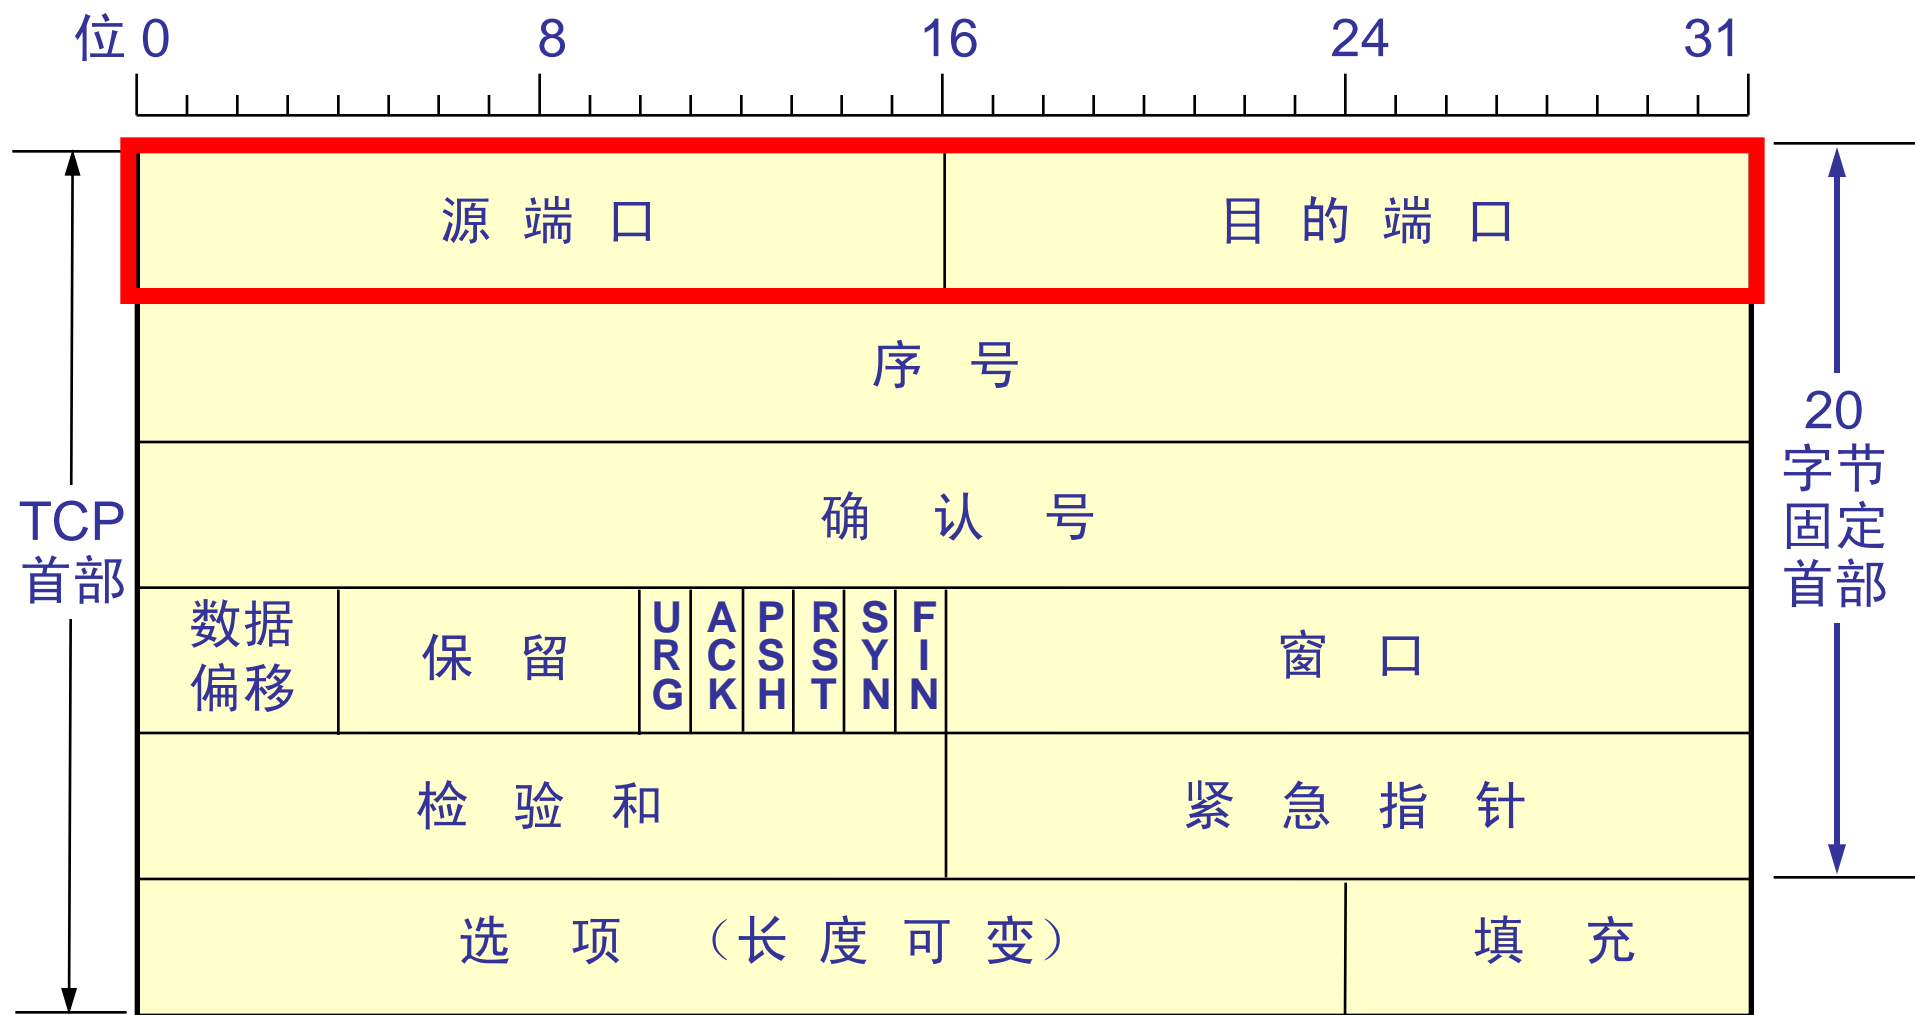 位 0 8 16 24 31
源端口 目的端口
序号
确认号
数据
偏移
保留
URG
ACK
PSH
RST
SYN
FIN
窗口
检验和 紧急指针
选项（长度可变） 填充
TCP
首部
20
字节
固定
首部